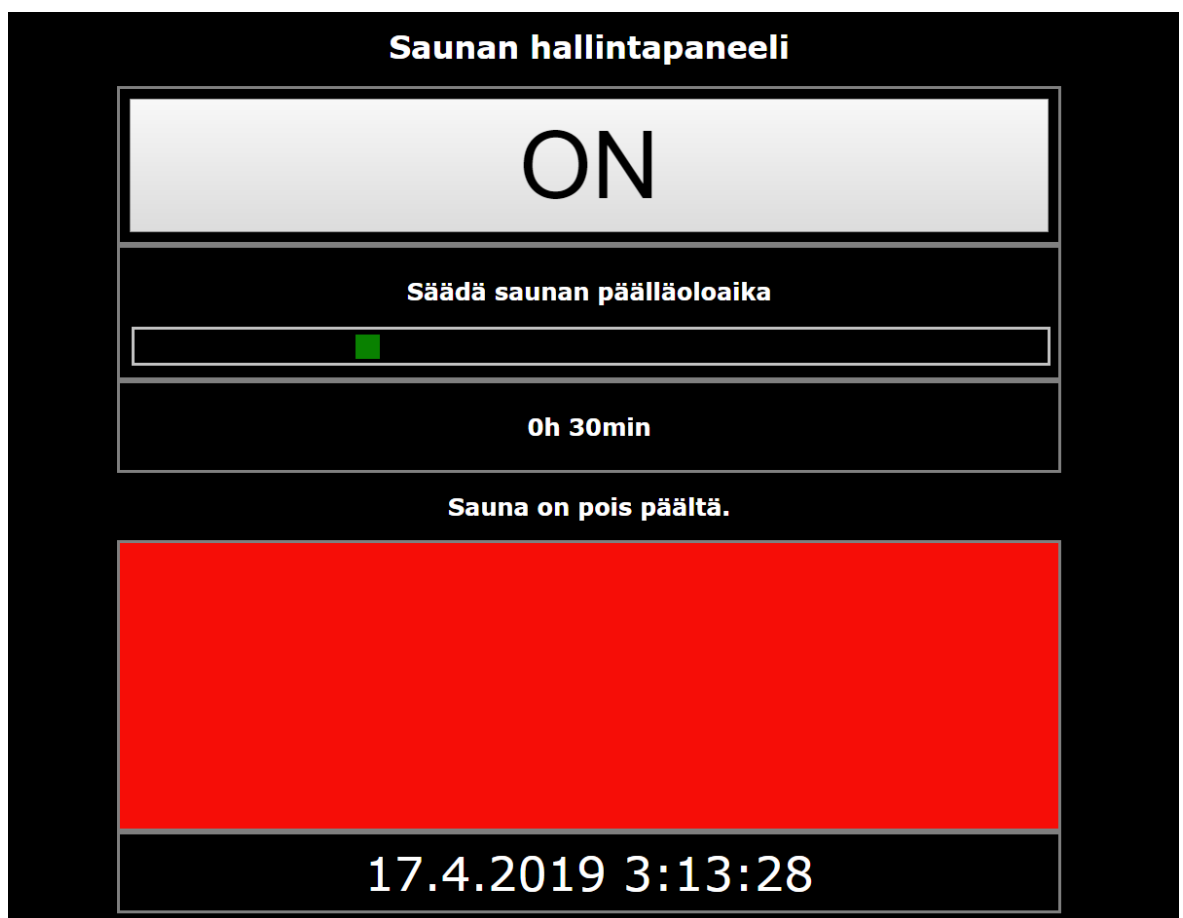 Saunan hallintapaneeli
ON
Säädä saunan päälläoloaika
0h 30min
Sauna on pois päältä.
17.4.2019 3:13:28